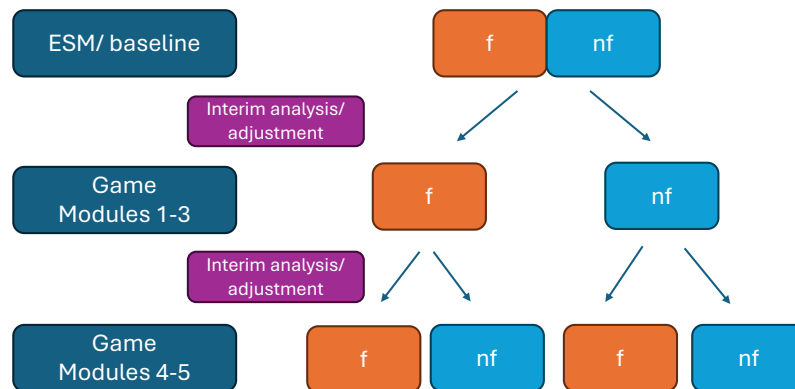 ESM/ baseline
f
nf
Interim analysis/
adjustment
Game
Modules 1-3
f
nf
Interim analysis/
adjustment
Game
Modules 4-5
f
nf
f
nf